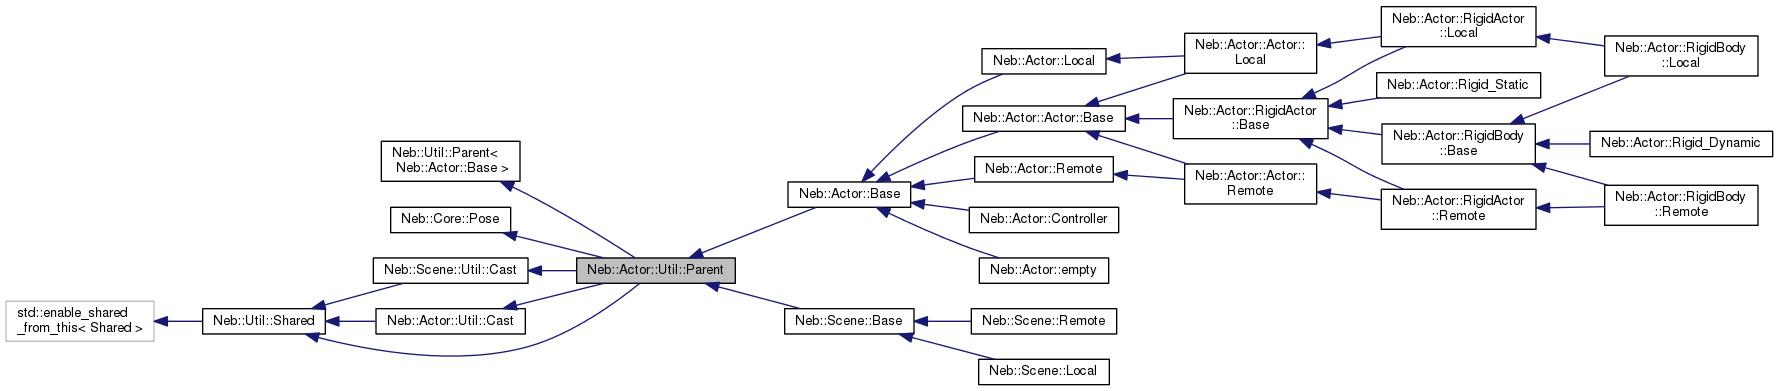 std::enable_shared
_from_this< Shared >
Neb::Util::Shared
Neb::Util::Parent<
Neb::Actor::Base >
Neb::Core::Pose
Neb::Scene::Util::Cast
Neb::Actor::Util::Cast
Neb::Actor::Util::Parent
Neb::Actor::Base
Neb::Scene::Base
Neb::Actor::Local
Neb::Actor::Actor::Base
Neb::Actor::Remote
Neb::Actor::Controller
Neb::Actor::empty
Neb::Scene::Remote
Neb::Scene::Local
Neb::Actor::Actor::
Local
Neb::Actor::RigidActor
::Base
Neb::Actor::Actor::
Remote
Neb::Actor::RigidActor
::Local
Neb::Actor::Rigid_Static
Neb::Actor::RigidBody
::Base
Neb::Actor::RigidActor
::Remote
Neb::Actor::RigidBody
::Local
Neb::Actor::Rigid_Dynamic
Neb::Actor::RigidBody
::Remote